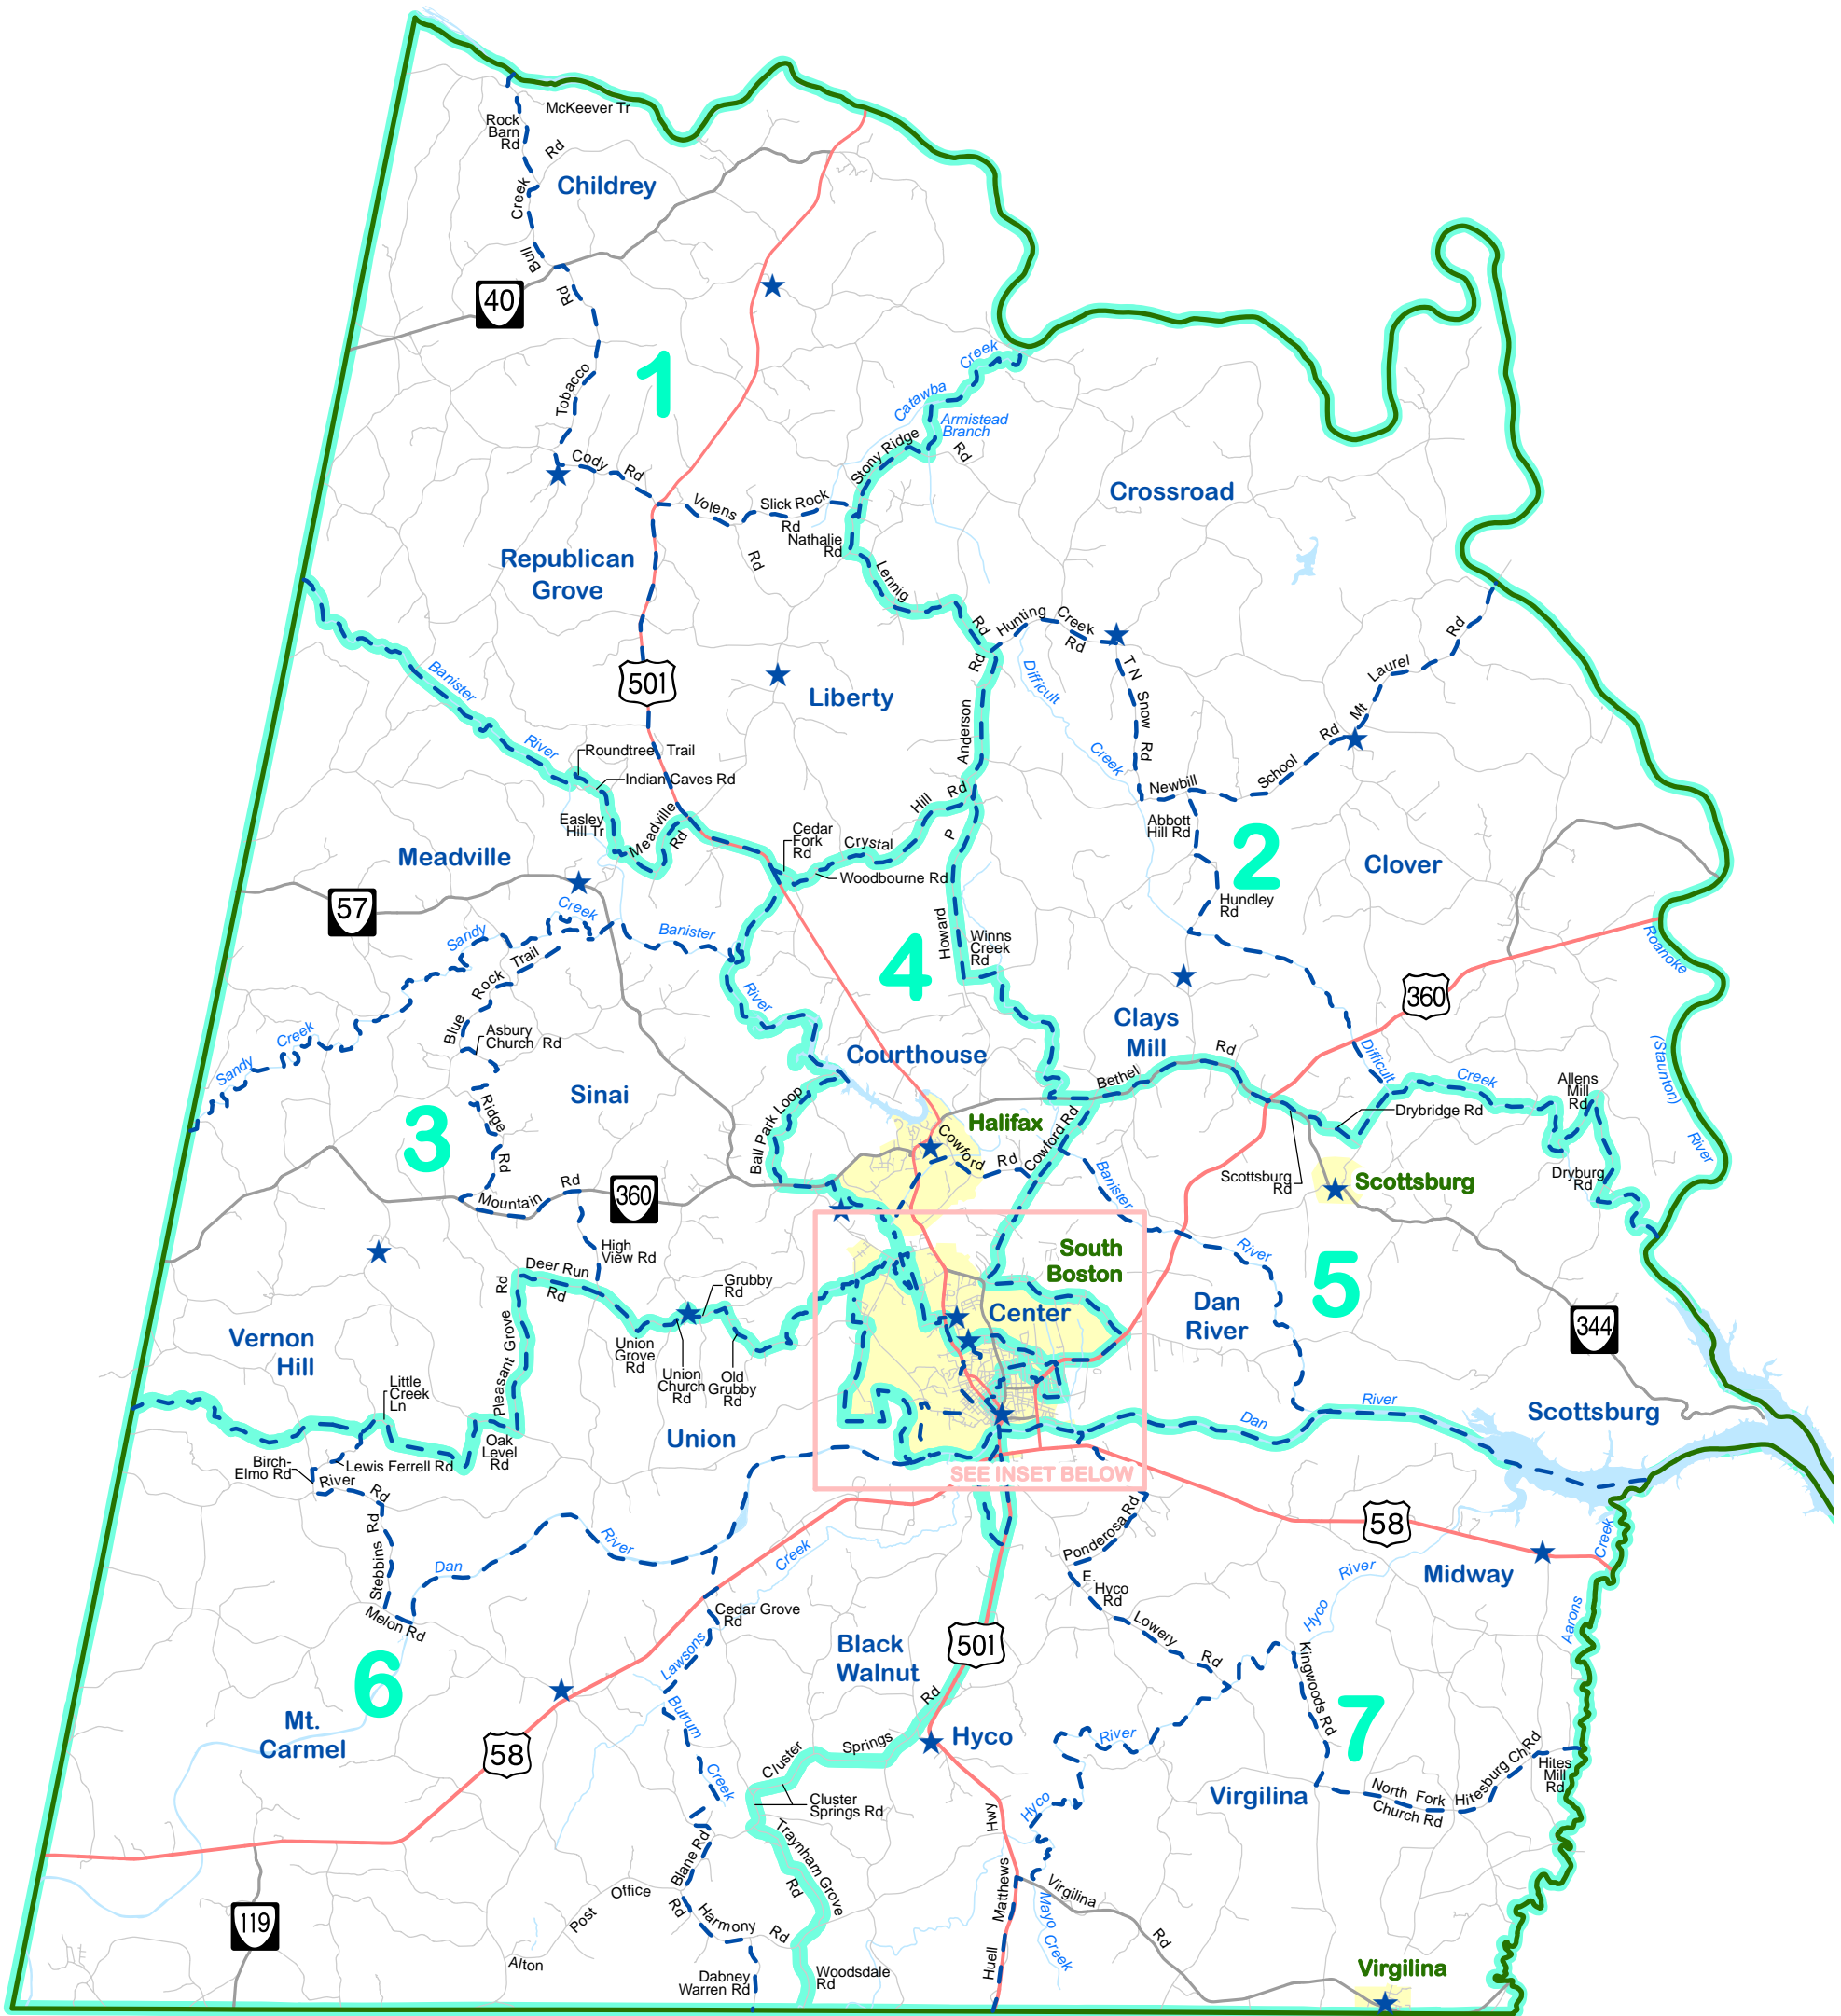 McKeever Tr
Rock
Barn
Rd
Rd
Childrey
Creek
Bull
Rd
40
1
Tobacco
Creek
Catawba
Armistead
Branch
Stony Ridge
Rd
Cody Rd
Volens
Rd
Slick Rock
Rd
Nathalie
Rd
Crossroad
Republican
Grove
Lennig
Rd
Hunting Creek
Rd
Rd
Difficult
Creek
T N Snow Rd
Laurel
Rd
Mt
Banister
River
501
Liberty
Anderson
Roundtree Trail
Indian Caves Rd
Easley
Hill Tr
Meadville
Rd
Cedar
Fork
Rd
Crystal
Hill Rd
P
Woodbourne Rd
Newbill
School
Rd
Abbott
Hill Rd
2
Clover
Meadville
57
Creek
Sandy
Banister
Howard
Winns
Creek
Rd
Hundley
Rd
Roanoke
(Staunton)
River
4
River
360
Rock Trail
Blue
Asbury
Church Rd
Sandy
Creek
Sinai
Courthouse
Clays
Mill
Rd
Bethel
Difficult
Creek
Allens
Mill
Rd
Drybridge Rd
3
Ridge
Rd
Ball Park Loop
Halifax
Cowford
Rd
Cowford Rd
Banister
Scottsburg
Rd
Scottsburg
Dryburg
Rd
Mountain
Rd
360
High
View Rd
South
Boston
River
5
Deer Run
Rd
Rd
Pleasant Grove
Grubby
Rd
Center
Dan
River
344
Vernon
Hill
Union
Grove
Rd
Union
Church
Rd
Old
Grubby
Rd
Little
Creek
Ln
Oak
Level
Rd
Union
Dan
River
Scottsburg
Birch-
Elmo Rd
Lewis Ferrell Rd
River
Rd
SEE INSET BELOW
Stebbins Rd
Dan
River
Creek
Ponderosa Rd
58
River
Creek
Midway
E.
Hyco
Rd
Melon Rd
Cedar Grove
Rd
Lawsons
Black
Walnut
501
Lowery
Rd
Hyco
Aarons
6
Mt.
Carmel
Butrum
Creek
Rd
Springs
Cluster
Hyco
River
Kingwoods Rd
7
58
Cluster
Springs Rd
Hyco
Virgilina
North Fork
Church Rd
Hitesburg Ch. Rd
Hites
Mill
Rd
Traynham Grove
Rd
Hwy
Matthews
Huell
Blane Rd
Post
Office
Rd
Harmony
Rd
Mayo Creek
Virgilina
Rd
119
Alton
Dabney
Warren Rd
Woodsdale
Rd
Virgilina